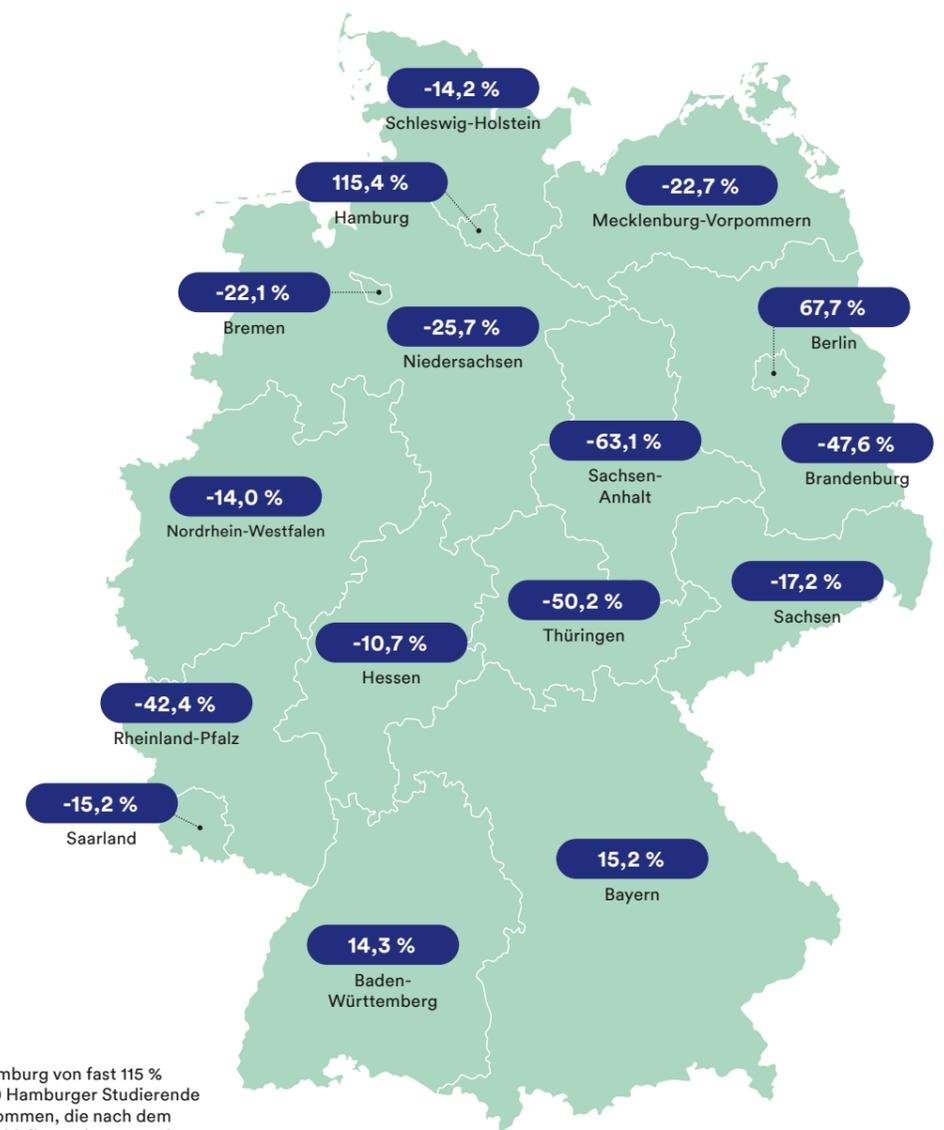 -14,2 %
Schleswig-Holstein
115,4 %
Hamburg
-22,7 %
Mecklenburg-Vorpommern
-22,1 %
Bremen
-25,7 %
Niedersachsen
67,7 %
Berlin
-63,1 %
Sachsen-
Anhalt
-47,6 %
Brandenburg
-14,0 %
Nordrhein-Westfalen
-50,2 %
Thüringen
-17,2 %
Sachsen
-10,7 %
Hessen
-42,4 %
Rheinland-Pfalz
-15,2 %
Saarland
15,2 %
Bayern
14,3 %
Baden-
Württemberg
mburg von fast 115 %
Hamburger Studierende
ommen, die nach dem